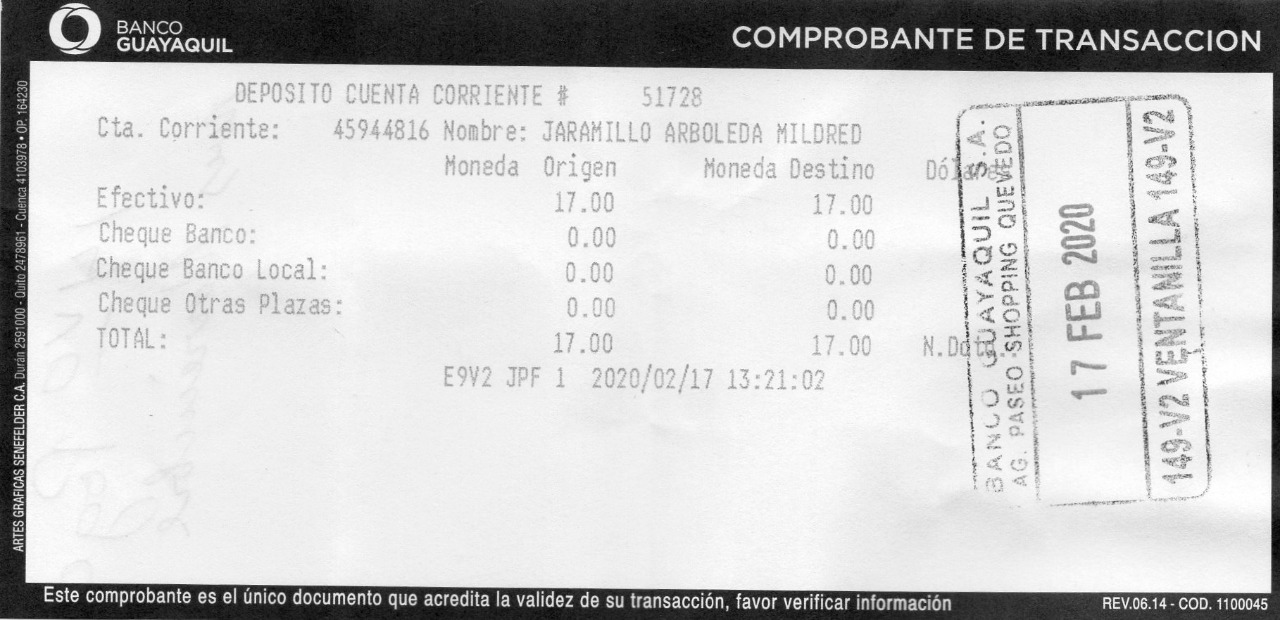 BANCO
GUAYAQUIL
COMPROBANTE DE TRANSACCION
DEPOSITO CUENTA CORRIENTE # 51728
Cta. Corriente: 45944816 Nombre: JARAMILLO ARBOLEDA MILDRED
Moneda Origen Moneda Destino
Efectivo: 17.00 17.00
Cheque Banco: 0.00 0.00
Cheque Banco Local: 0.00 0.00
Cheque Otras Plazas: 0.00 0.00
TOTAL: 17.00 17.00
E9V2 JPF 1 2020/02/17 13:21:02
BANCO GUAYAQUIL S.A.
AG. PASEO SHOPPING QUEVEDO
17 FEB 2020
149-V2 VENTANILLA 149-V2
ARTES GRAFICAS SENEFELDER C.A. Durán 2591000 - Quito 2478961 - Cuenca 4103978 • OP. 164230
Este comprobante es el único documento que acredita la validez de su transacción, favor verificar información
REV.06.14 - COD. 1100045